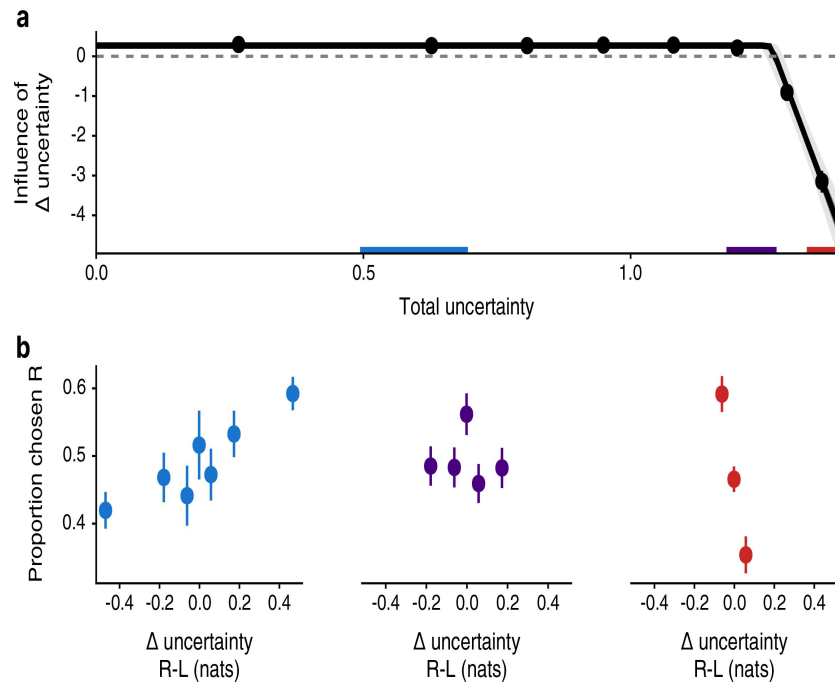 a
Influence of
Δ uncertainty
0
-1
-2
-3
-4
0.0 0.5 1.0
Total uncertainty
b
Proportion chosen R
0.6
0.5
0.4
-0.4 -0.2 0.0 0.2 0.4 -0.4 -0.2 0.0 0.2 0.4 -0.4 -0.2 0.0 0.2 0.4
Δ uncertainty Δ uncertainty Δ uncertainty
R-L (nats) R-L (nats) R-L (nats)